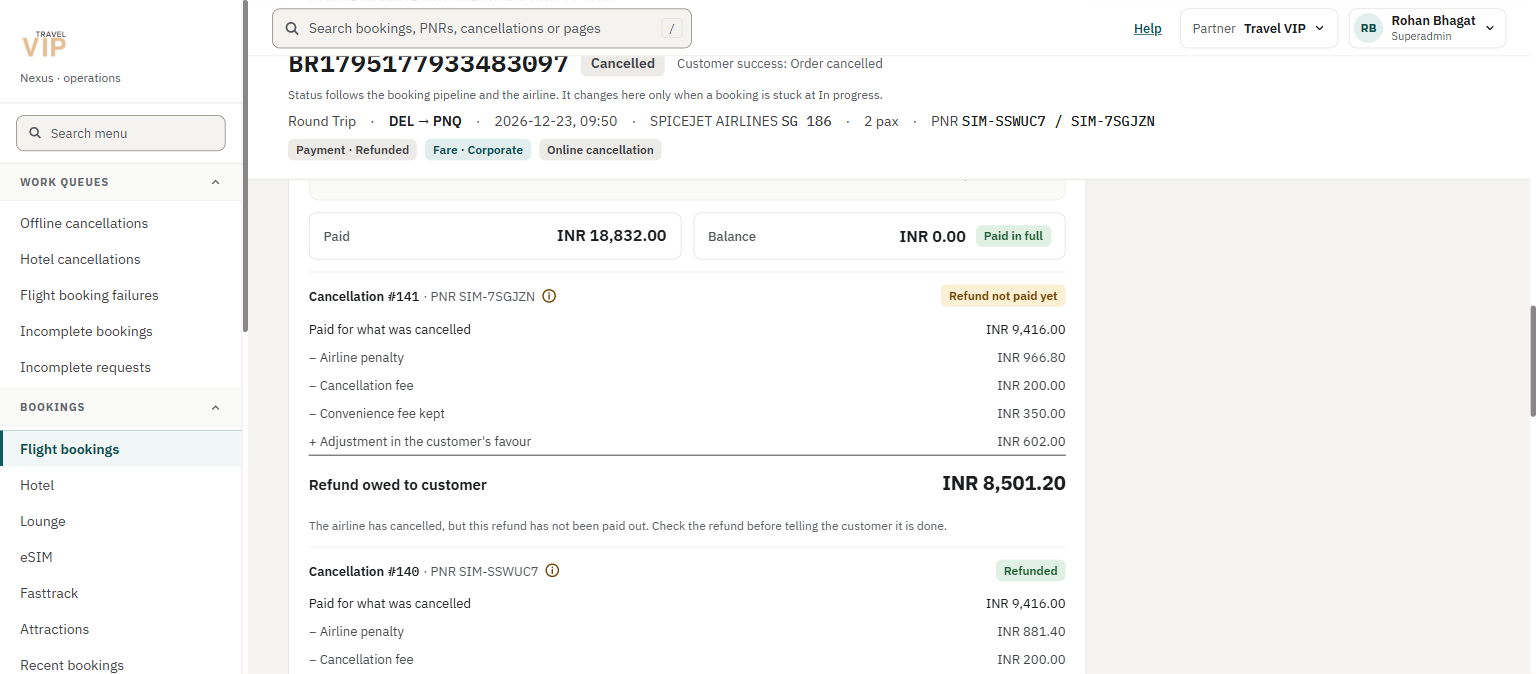 TRAVEL
VIP
Nexus · operations
Search menu
WORK QUEUES
Offline cancellations
Hotel cancellations
Flight booking failures
Incomplete bookings
Incomplete requests
BOOKINGS
Flight bookings
Hotel
Lounge
eSIM
Fasttrack
Attractions
Recent bookings
Search bookings, PNRs, cancellations or pages /
Help
Partner Travel VIP
RB Rohan Bhagat
Superadmin
BR1795177933483097 Cancelled Customer success: Order cancelled
Status follows the booking pipeline and the airline. It changes here only when a booking is stuck at In progress.
Round Trip · DEL → PNQ · 2026-12-23, 09:50 · SPICEJET AIRLINES SG 186 · 2 pax · PNR SIM-SSWUC7 / SIM-7SGJZN
Payment · Refunded Fare · Corporate Online cancellation
Paid INR 18,832.00 Balance INR 0.00 Paid in full
Cancellation #141 · PNR SIM-7SGJZN Refund not paid yet
Paid for what was cancelled INR 9,416.00
– Airline penalty INR 966.80
– Cancellation fee INR 200.00
– Convenience fee kept INR 350.00
+ Adjustment in the customer's favour INR 602.00
Refund owed to customer INR 8,501.20
The airline has cancelled, but this refund has not been paid out. Check the refund before telling the customer it is done.
Cancellation #140 · PNR SIM-SSWUC7 Refunded
Paid for what was cancelled INR 9,416.00
– Airline penalty INR 881.40
– Cancellation fee INR 200.00